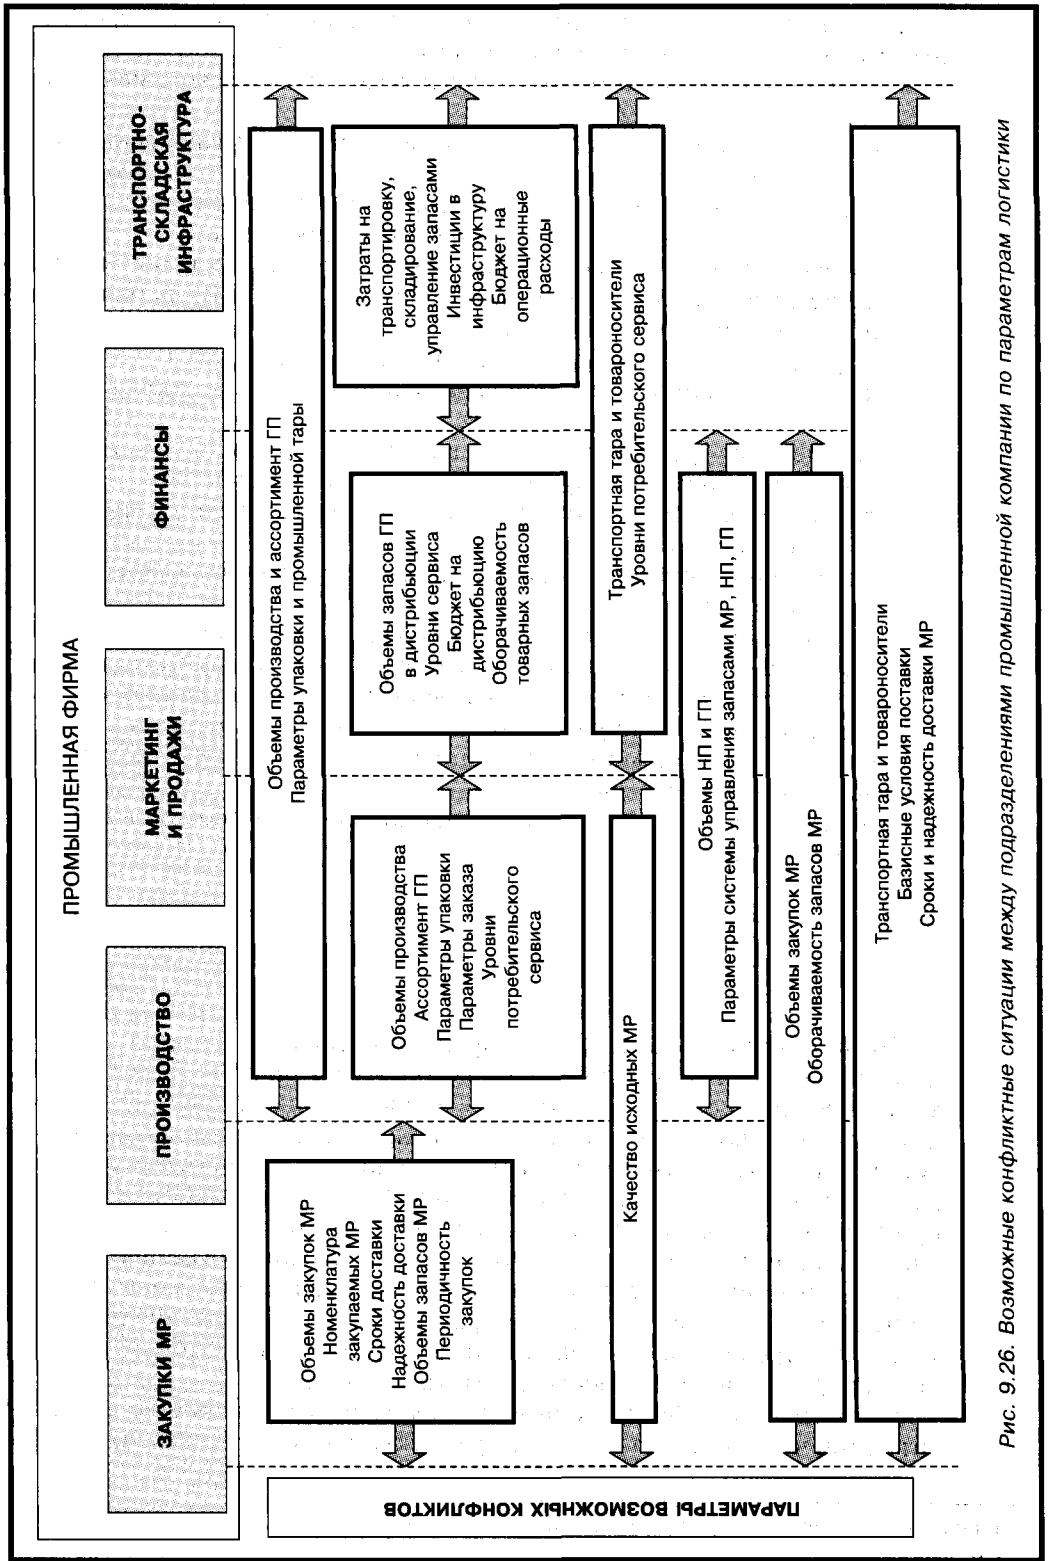 ПРОМЫШЛЕННАЯ ФИРМА
ЗАКУПКИ МР
ПРОИЗВОДСТВО
МАРКЕТИНГ
И ПРОДАЖИ
ФИНАНСЫ
ТРАНСПОРТНО-
СКЛАДСКАЯ
ИНФРАСТРУКТУРА
ПАРАМЕТРЫ ВОЗМОЖНЫХ КОНФЛИКТОВ
Объемы производства и ассортимент ГП
Параметры упаковки и промышленной тары
Объемы закупок МР
Номенклатура
закупаемых МР
Сроки доставки
Надежность доставки
Объемы запасов МР
Периодичность
закупок
Объемы производства
Ассортимент ГП
Параметры упаковки
Параметры заказа
Уровни
потребительского
сервиса
Объемы запасов ГП
в дистрибьюции
Уровни сервиса
Бюджет на
дистрибьюцию
Оборачиваемость
товарных запасов
Затраты на
транспортировку,
складирование,
управление запасами
Инвестиции в
инфраструктуру
Бюджет на
операционные
расходы
Качество исходных МР
Транспортная тара и товароносители
Уровни потребительского сервиса
Объемы НП и ГП
Параметры системы управления запасами МР, НП, ГП
Объемы закупок МР
Оборачиваемость запасов МР
Транспортная тара и товароносители
Базисные условия поставки
Сроки и надежность доставки МР
Рис. 9.26. Возможные конфликтные ситуации между подразделениями промышленной компании по параметрам логистики